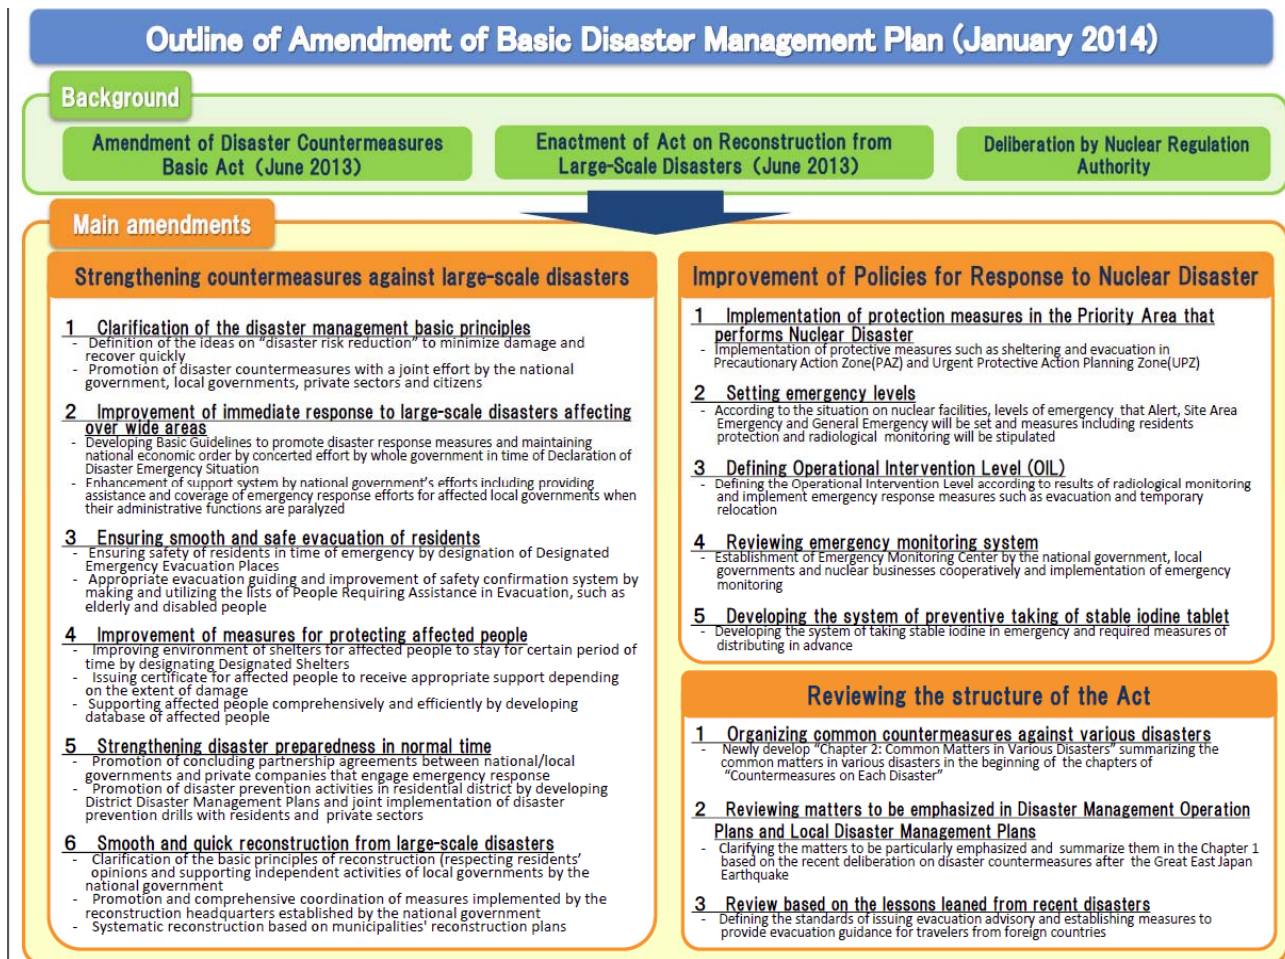 Outline of Amendment of Basic Disaster Management Plan (January 2014)
Background
Amendment of Disaster Countermeasures
Basic Act (June 2013)
Enactment of Act on Reconstruction from
Large-Scale Disasters (June 2013)
Deliberation by Nuclear Regulation
Authority
Main amendments
Strengthening countermeasures against large-scale disasters
1 Clarification of the disaster management basic principles
- Definition of the ideas on "disaster risk reduction" to minimize damage and
recover quickly
- Promotion of disaster countermeasures with a joint effort by the national
government, local governments, private sectors and citizens
2 Improvement of immediate response to large-scale disasters affecting
over wide areas
- Developing Basic Guidelines to promote disaster response measures and maintaining
national economic order by concerted effort by whole government in time of Declaration of
Disaster Emergency Situation
- Enhancement of support system by national government's efforts including providing
assistance and coverage of emergency response efforts for affected local governments when
their administrative functions are paralyzed
3 Ensuring smooth and safe evacuation of residents
- Ensuring safety of residents in time of emergency by designation of Designated
Emergency Evacuation Places
- Appropriate evacuation guiding and improvement of safety confirmation system by
making and utilizing the lists of People Requiring Assistance in Evacuation, such as
elderly and disabled people
4 Improvement of measures for protecting affected people
- Improving environment of shelters for affected people to stay for certain period of
time by designating Designated Shelters
- Issuing certificate for affected people to receive appropriate support depending
on the extent of damage
- Supporting affected people comprehensively and efficiently by developing
database of affected people
5 Strengthening disaster preparedness in normal time
- Promotion of concluding partnership agreements between national/local
governments and private companies that engage emergency response
- Promotion of disaster prevention activities in residential district by developing
District Disaster Management Plans and joint implementation of disaster
prevention drills with residents and private sectors
6 Smooth and quick reconstruction from large-scale disasters
- Clarification of the basic principles of reconstruction (respecting residents'
opinions and supporting independent activities of local governments by the
national government
- Promotion and comprehensive coordination of measures implemented by the
reconstruction headquarters established by the national government
- Systematic reconstruction based on municipalities' reconstruction plans
Improvement of Policies for Response to Nuclear Disaster
1 Implementation of protection measures in the Priority Area that
performs Nuclear Disaster
- Implementation of protective measures such as sheltering and evacuation in
Precautionary Action Zone(PAZ) and Urgent Protective Action Planning Zone(UPZ)
2 Setting emergency levels
- According to the situation on nuclear facilities, levels of emergency that Alert, Site Area
Emergency and General Emergency will be set and measures including residents
protection and radiological monitoring will be stipulated
3 Defining Operational Intervention Level (OIL)
- Defining the Operational Intervention Level according to results of radiological monitoring
and implement emergency response measures such as evacuation and temporary
relocation
4 Reviewing emergency monitoring system
- Establishment of Emergency Monitoring Center by the national government, local
governments and nuclear businesses cooperatively and implementation of emergency
monitoring
5 Developing the system of preventive taking of stable iodine tablet
- Developing the system of taking stable iodine in emergency and required measures of
distributing in advance
Reviewing the structure of the Act
1 Organizing common countermeasures against various disasters
- Newly develop "Chapter 2: Common Matters in Various Disasters" summarizing the
common matters in various disasters in the beginning of the chapters of
"Countermeasures on Each Disaster"
2 Reviewing matters to be emphasized in Disaster Management Operation
Plans and Local Disaster Management Plans
- Clarifying the matters to be particularly emphasized and summarize them in the Chapter 1
based on the recent deliberation on disaster countermeasures after the Great East Japan
Earthquake
3 Review based on the lessons leaned from recent disasters
- Defining the standards of issuing evacuation advisory and establishing measures to
provide evacuation guidance for travelers from foreign countries